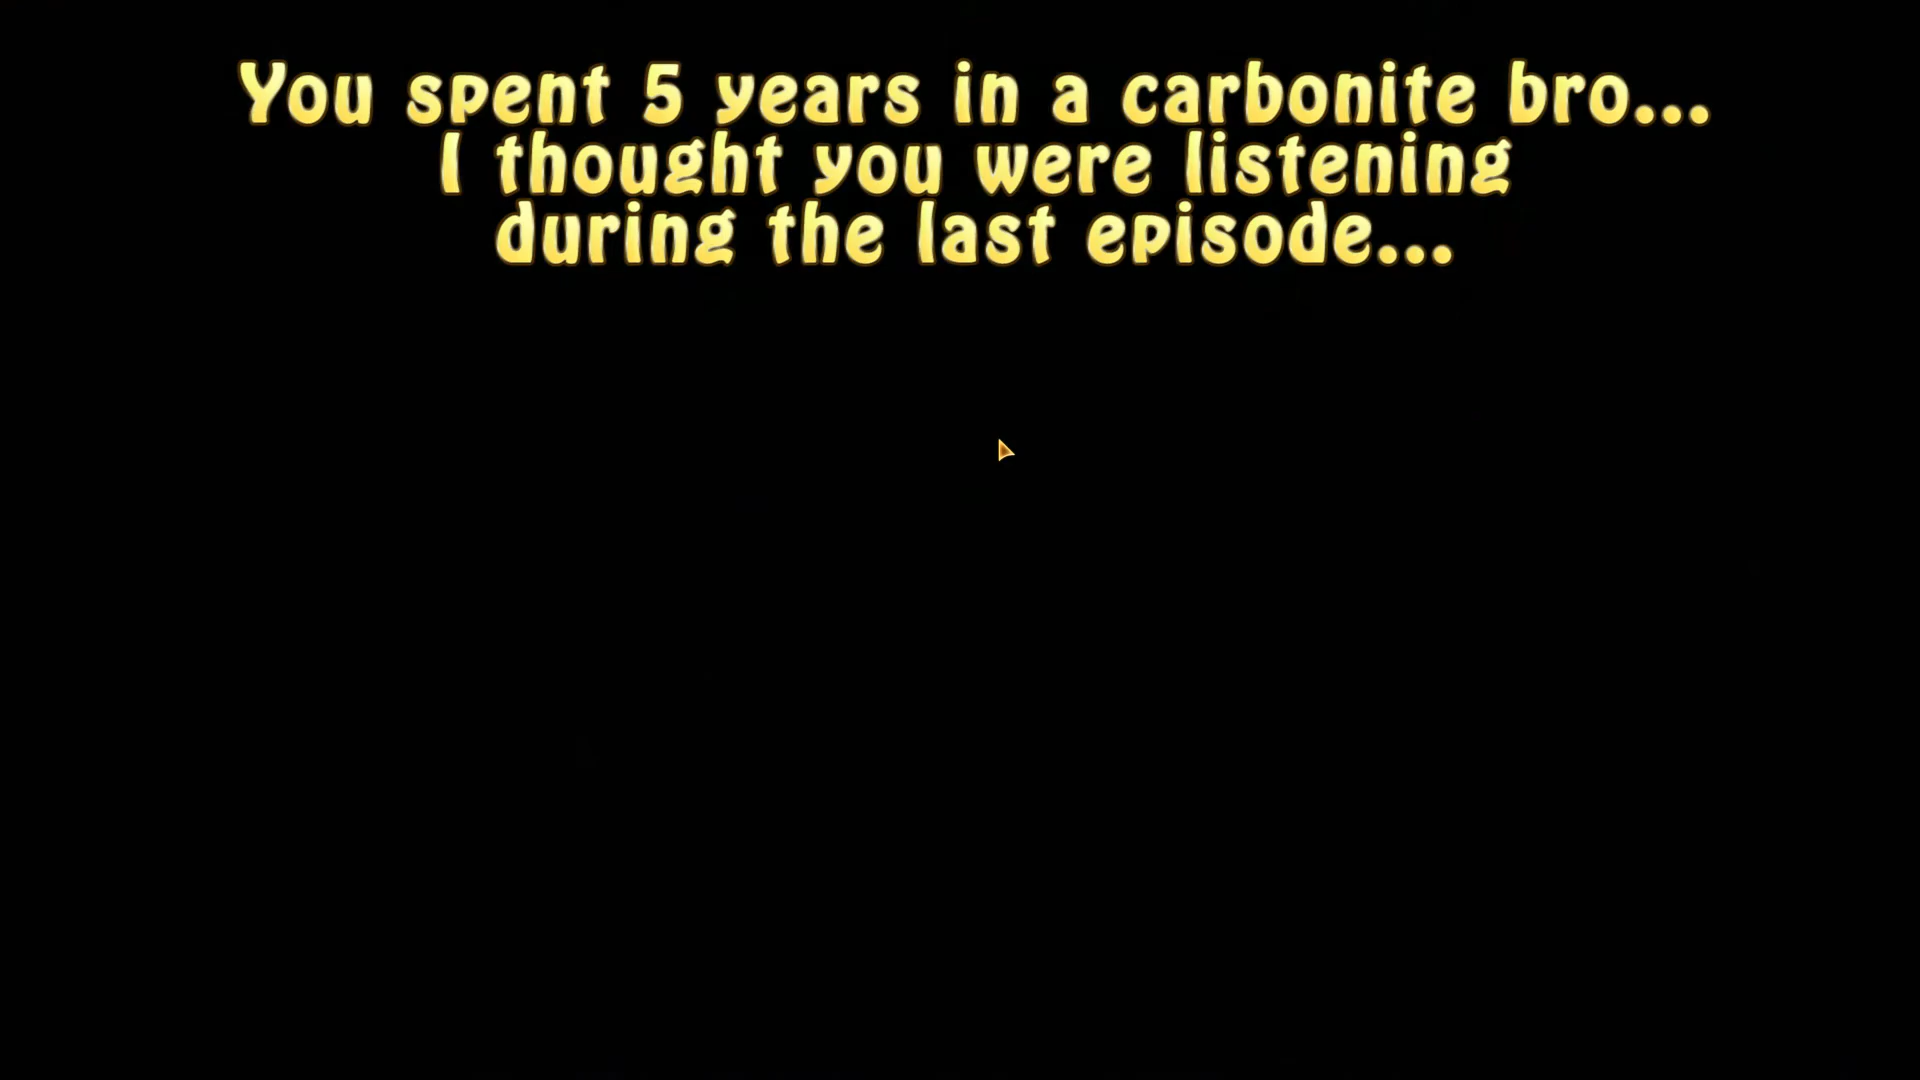 You spent 5 years in a carbonite bro...
I thought you were listening
during the last episode...